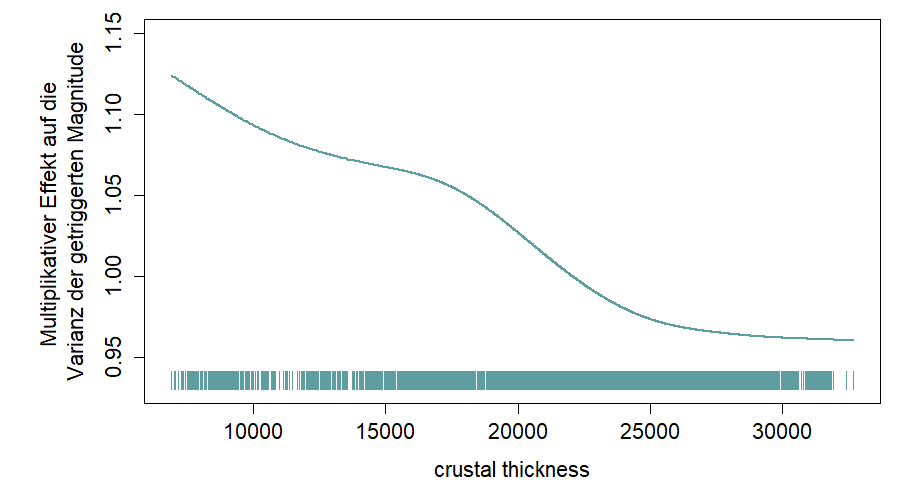 Multiplikativer Effekt auf die
Varianz der getriggerten Magnitude
1.15
1.10
1.05
1.00
0.95
10000 15000 20000 25000 30000
crustal thickness